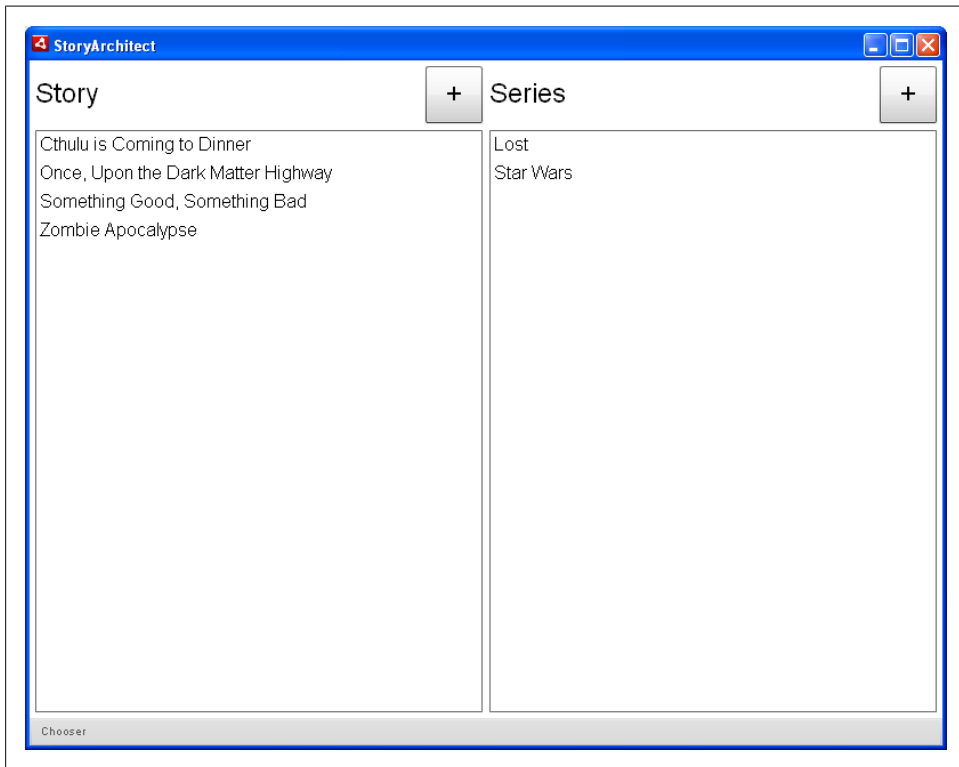 StoryArchitect
Story
+
Series
+
Cthulu is Coming to Dinner
Once, Upon the Dark Matter Highway
Something Good, Something Bad
Zombie Apocalypse
Lost
Star Wars
Chooser